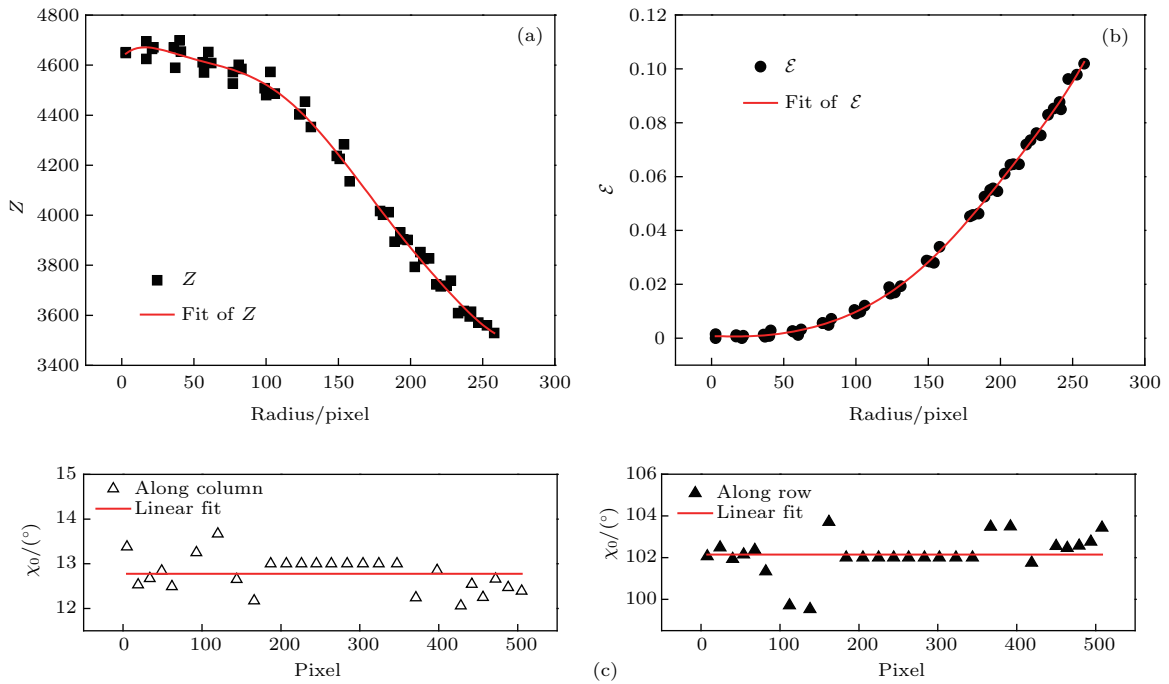 4800
4600
4400
4200
4000
3800
3600
3400
Z
(a)
Z
Fit of Z
0 50 100 150 200 250 300
Radius/pixel
0.12
0.10
0.08
0.06
0.04
0.02
0
ℰ
(b)
ℰ
Fit of ℰ
0 50 100 150 200 250 300
Radius/pixel
15
14
13
12
χ0/(°)
Along column
Linear fit
0 100 200 300 400 500
Pixel
106
104
102
100
χ0/(°)
Along row
Linear fit
0 100 200 300 400 500
Pixel
(c)